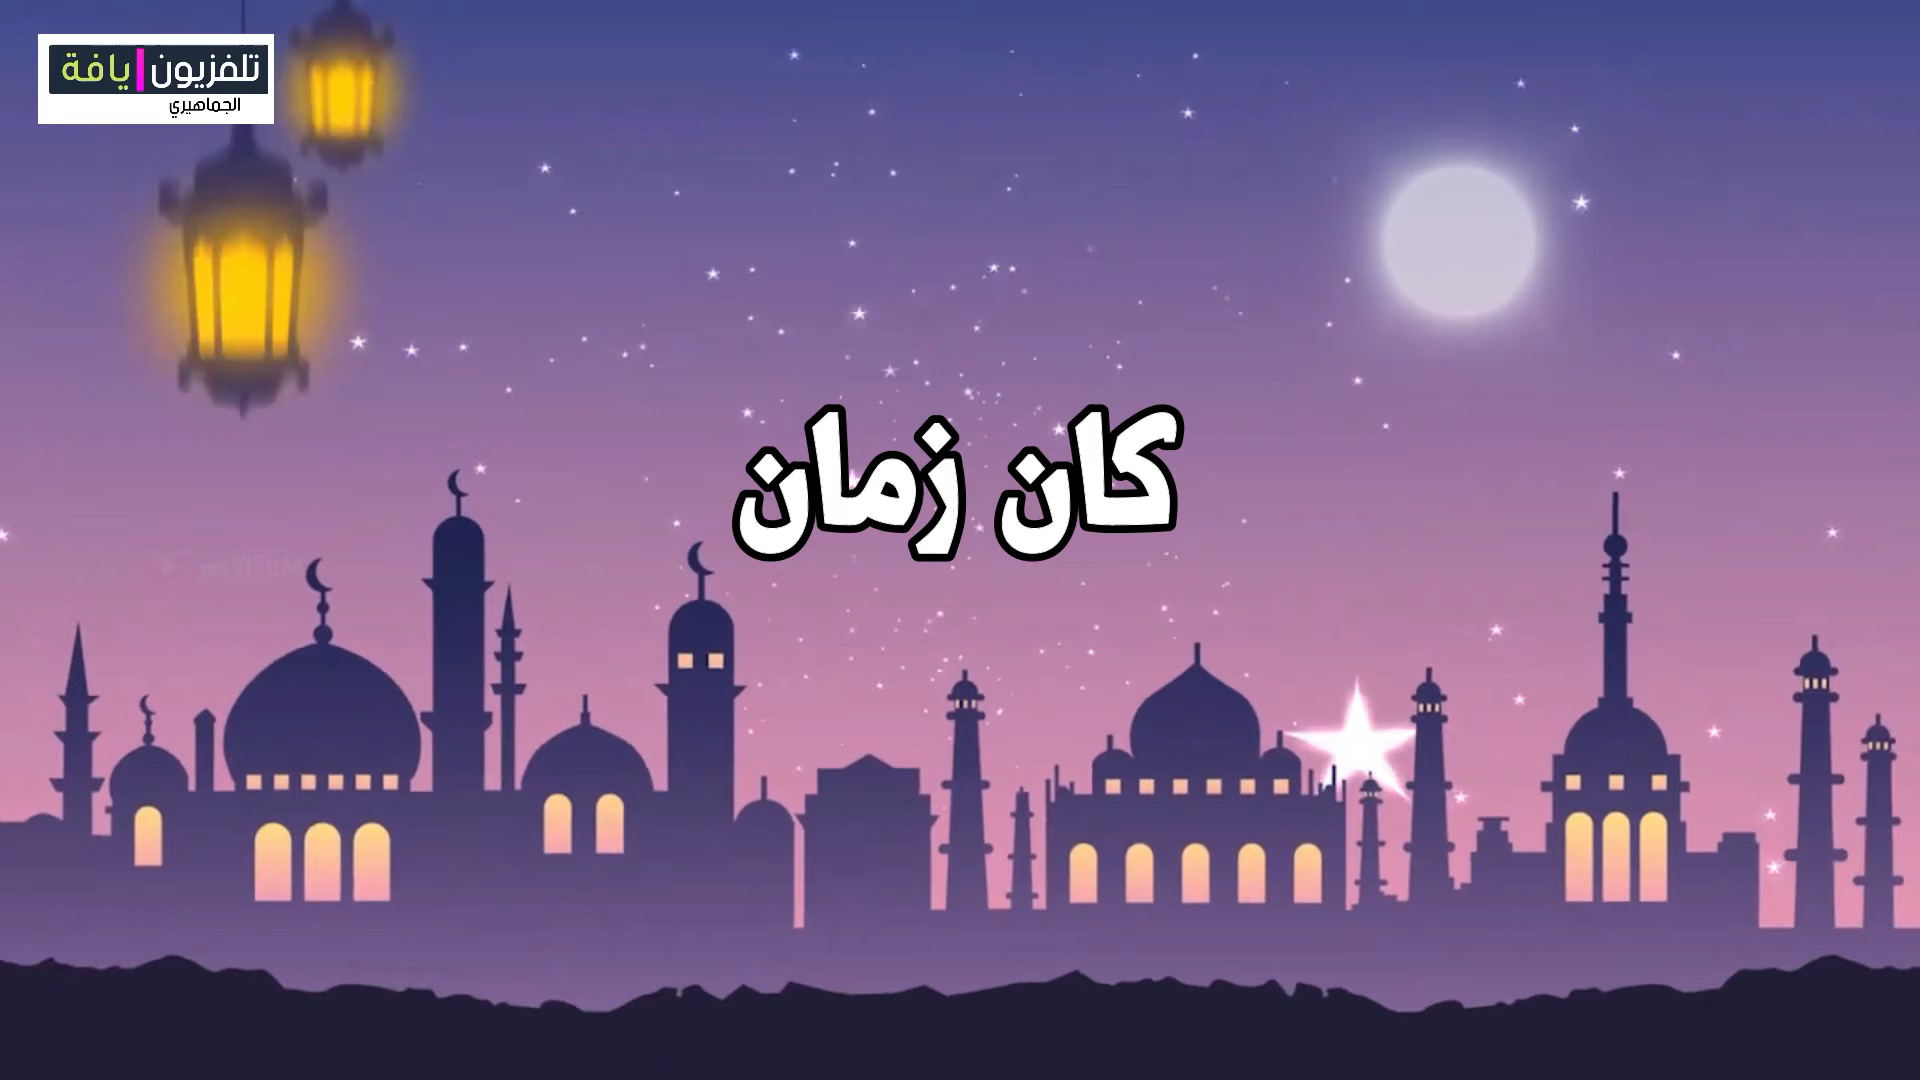 تلفزيون يافة
الجماهيري
كان زمان